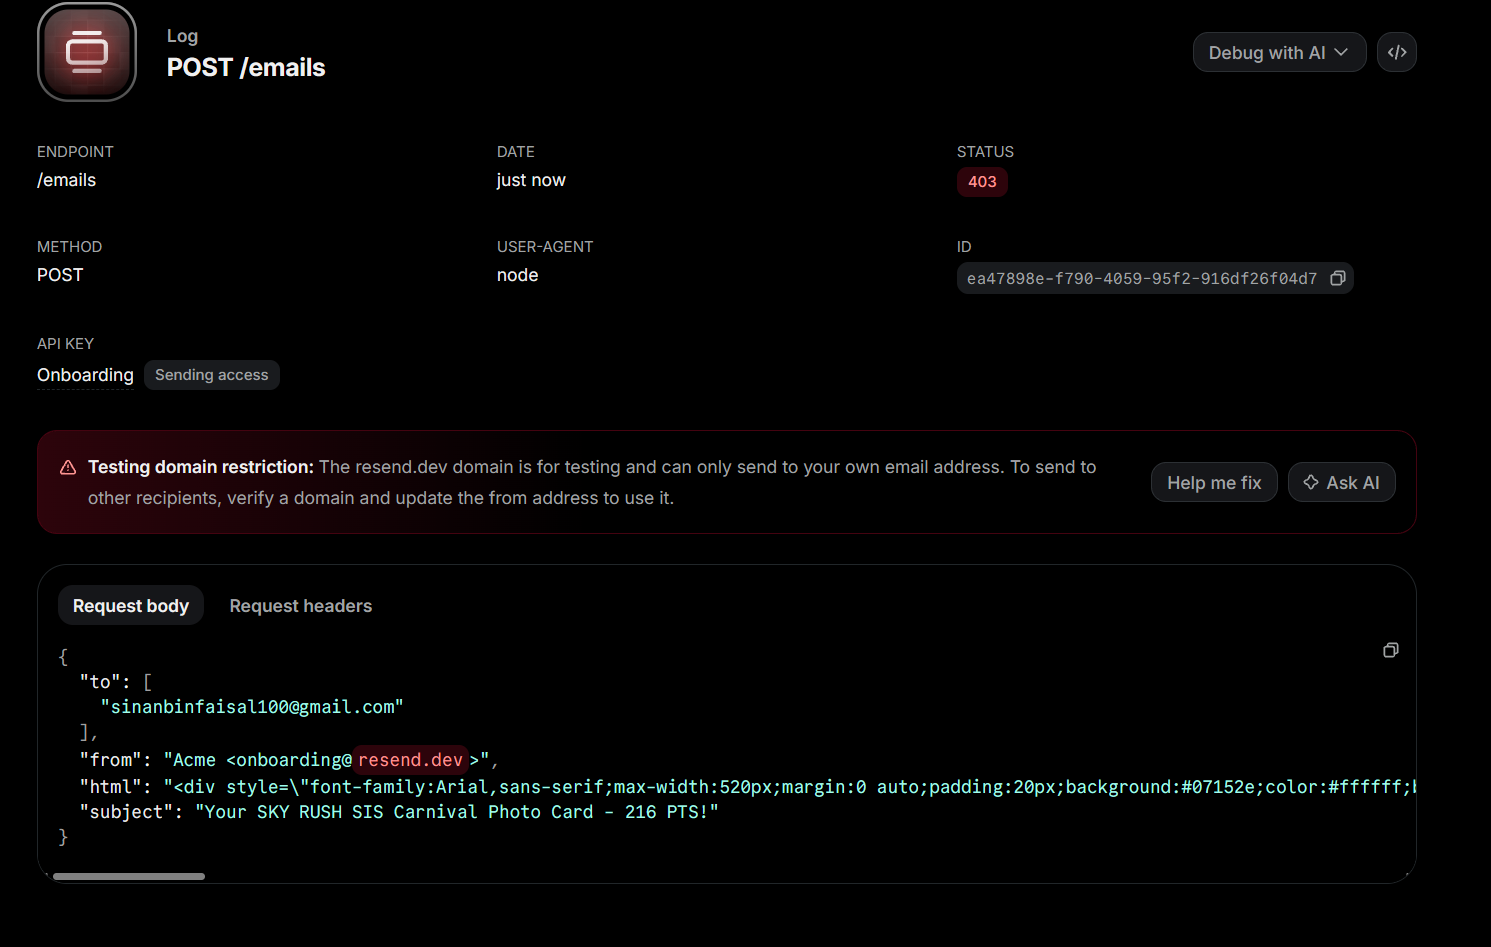 Log
POST /emails
Debug with AI
</>
ENDPOINT
/emails
DATE
just now
STATUS
403
METHOD
POST
USER-AGENT
node
ID
ea47898e-f790-4059-95f2-916df26f04d7
API KEY
Onboarding
Sending access
Testing domain restriction: The resend.dev domain is for testing and can only send to your own email address. To send to
other recipients, verify a domain and update the from address to use it.
Help me fix
Ask AI
Request body
Request headers
{
"to": [
"sinanbinfaisal100@gmail.com"
],
"from": "Acme <onboarding@resend.dev>",
"html": "<div style=\"font-family:Arial,sans-serif;max-width:520px;margin:0 auto;padding:20px;background:#07152e;color:#ffffff;
"subject": "Your SKY RUSH SIS Carnival Photo Card - 216 PTS!"
}